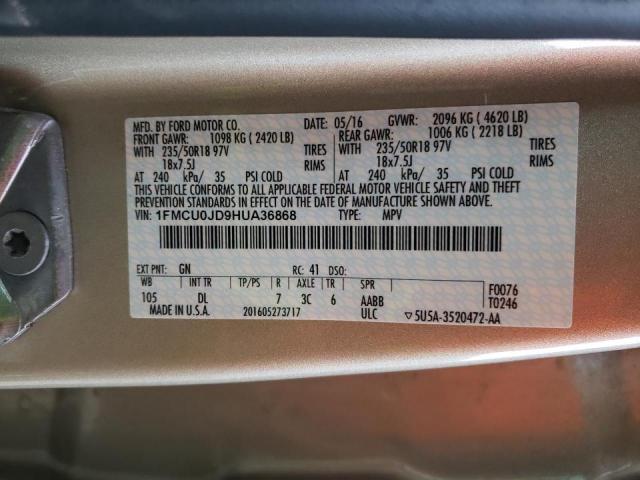 MFD. BY FORD MOTOR CO. DATE: 05/16 GVWR: 2096 KG ( 4620 LB)
FRONT GAWR: 1098 KG ( 2420 LB) REAR GAWR: 1006 KG ( 2218 LB)
WITH 235/50R18 97V TIRES WITH 235/50R18 97V TIRES
18x7.5J RIMS 18x7.5J RIMS
AT 240 kPa/ 35 PSI COLD AT 240 kPa/ 35 PSI COLD
THIS VEHICLE CONFORMS TO ALL APPLICABLE FEDERAL MOTOR VEHICLE SAFETY AND THEFT
PREVENTION STANDARDS IN EFFECT ON THE DATE OF MANUFACTURE SHOWN ABOVE.
VIN: 1FMCU0JD9HUA36868 TYPE: MPV
EXT PNT: GN RC: 41 DSO:
WB INT TR TP/PS R AXLE TR SPR F0076
105 DL 7 3C 6 AABB T0246
MADE IN U.S.A. 201605273717 ULC ▽5U5A-3520472-AA